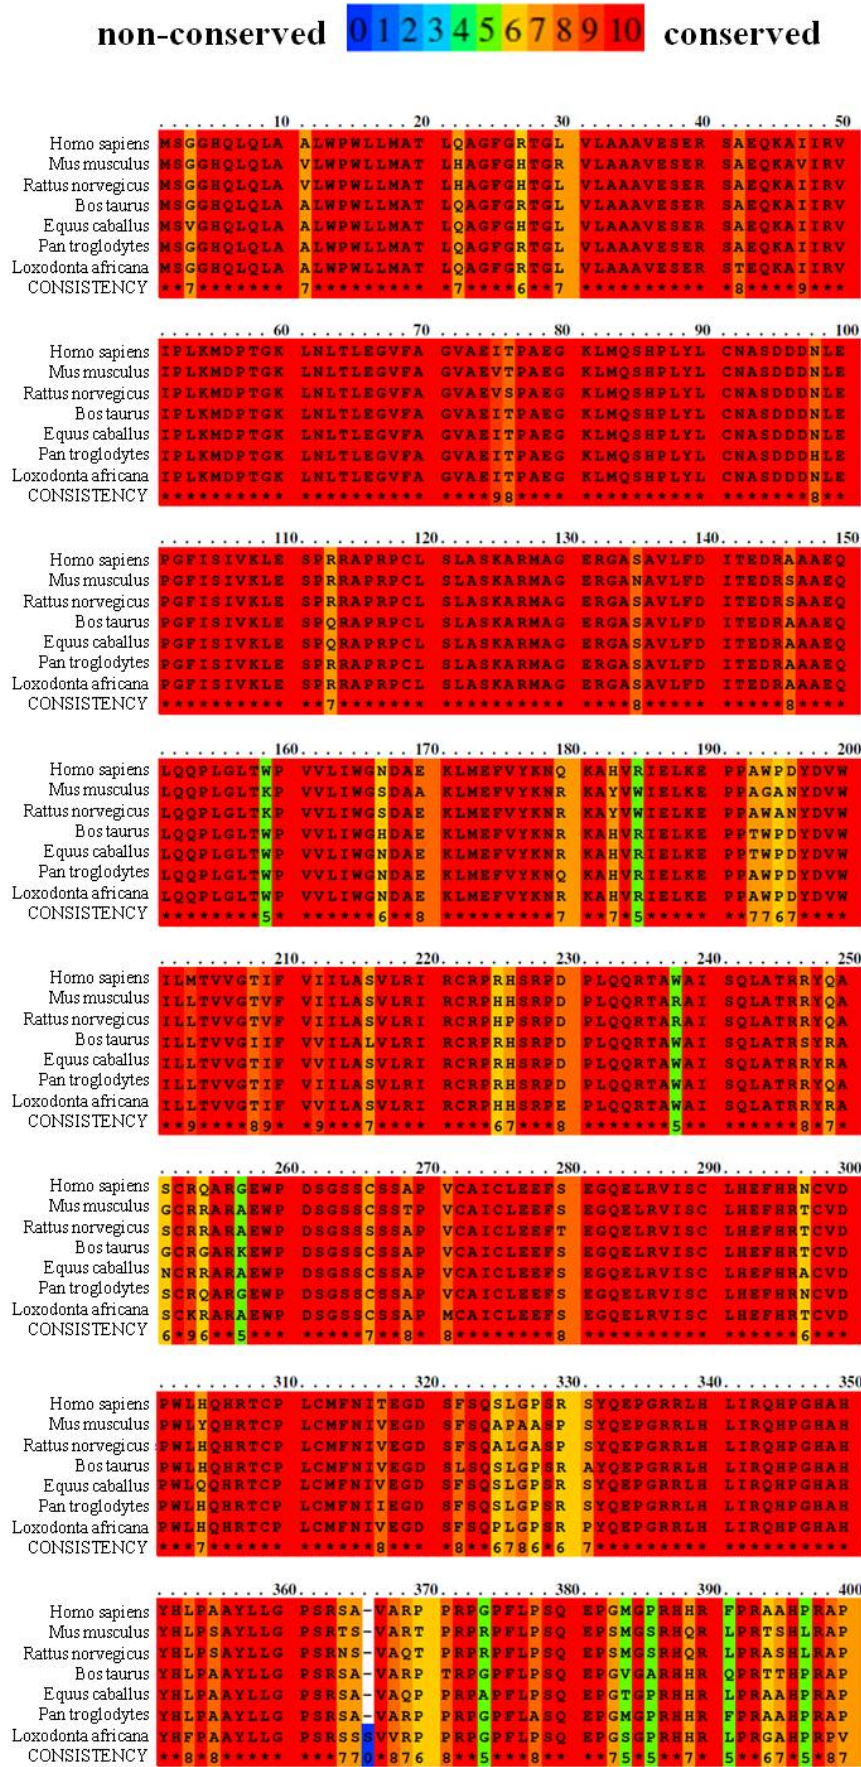 non-conserved 0 1 2 3 4 5 6 7 8 9 10 conserved
. . . . . . . . . 10 . . . . . . . . . 20 . . . . . . . . . 30 . . . . . . . . . 40 . . . . . . . . . 50
Homo sapiens MSGGHQLQLA ALWPWLLMAT LQAGFGRTGL VLAAAVESER SAEQKAIIRV
Mus musculus MSGGHQLQLA VLWPWLLMAT LHAGFGHTGR VLAAAVESER SAEQKAVIRV
Rattus norvegicus MSGGHQLQLA VLWPWLLMAT LHAGFGHTGL VLAAAVESER SAEQKAIIRV
Bos taurus MSGGHQLQLA ALWPWLLMAT LQAGFGRTGL VLAAAVESER SAEQKAIIRV
Equus caballus MSVGHQLQLA ALWPWLLMAT LQAGFGHTGL VLAAAVESER SAEQKAIIRV
Pan troglodytes MSGGHQLQLA ALWPWLLMAT LQAGFGRTGL VLAAAVESER SAEQKAIIRV
Loxodonta africana MSGGHQLQLA ALWPWLLMAT LQAGFGRTGL VLAAAVESER STEQKAIIRV
CONSISTENCY **7******* 7********* **7***6**7 ********** **8****9***
. . . . . . . . . 60 . . . . . . . . . 70 . . . . . . . . . 80 . . . . . . . . . 90 . . . . . . . . . 100
Homo sapiens IPLKMDPTGK LNLTLEGVFA GVAEITPAEG KLMQSHPLYL CNASDDDNLE
Mus musculus IPLKMDPTGK LNLTLEGVFA GVAEVTPAEG KLMQSHPLYL CNASDDDNLE
Rattus norvegicus IPLKMDPTGK LNLTLEGVFA GVAEVSPAEG KLMQSHPLYL CNASDDDNLE
Bos taurus IPLKMDPTGK LNLTLEGVFA GVAEITPAEG KLMQSHPLYL CNASDDDNLE
Equus caballus IPLKMDPTGK LNLTLEGVFA GVAEITPAEG KLMQSHPLYL CNASDDDNLE
Pan troglodytes IPLKMDPTGK LNLTLEGVFA GVAEITPAEG KLMQSHPLYL CNASDDDHLE
Loxodonta africana IPLKMDPTGK LNLTLEGVFA GVAEITPAEG KLMQSHPLYL CNASDDDNLE
CONSISTENCY ********** ********** ****98**** ********** *******8**
. . . . . . . . . 110 . . . . . . . . . 120 . . . . . . . . . 130 . . . . . . . . . 140 . . . . . . . . . 150
Homo sapiens PGFISIVKLE SPRRAPRPCL SLASKARMAG ERGASAVLFD ITEDRAAAEQ
Mus musculus PGFISIVKLE SPRRAPRPCL SLASKARMAG ERGANAVLFD ITEDRSAAEQ
Rattus norvegicus PGFISIVKLE SPRRAPRPCL SLASKARMAG ERGASAVLFD ITEDRSAAEQ
Bos taurus PGFISIVKLE SPQRAPRPCL SLASKARMAG ERGASAVLFD ITEDRAAAEQ
Equus caballus PGFISIVKLE SPQRAPRPCL SLASKARMAG ERGASAVLFD ITEDRAAAEQ
Pan troglodytes PGFISIVKLE SPRRAPRPCL SLASKARMAG ERGASAVLFD ITEDRAAAEQ
Loxodonta africana PGFISIVKLE SPRRAPRPCL SLASKARMAG ERGASAVLFD ITEDRAAAEQ
CONSISTENCY ********** **7******* ********** ****8***** *****8****
. . . . . . . . . 160 . . . . . . . . . 170 . . . . . . . . . 180 . . . . . . . . . 190 . . . . . . . . . 200
Homo sapiens LQQPLGLTWP VVLIWGNDAE KLMEFVYKNQ KAHVRIELKE PPAWPDYDVW
Mus musculus LQQPLGLTKP VVLIWGSDAA KLMEFVYKNR KAYVWIELKE PPAGANYDVW
Rattus norvegicus LQQPLGLTKP VVLIWGSDAE KLMEFVYKNR KAYVWIELKE PPAWANYDVW
Bos taurus LQQPLGLTWP VVLIWGHDAE KLMEFVYKNR KAHVRIELKE PPTWPDYDVW
Equus caballus LQQPLGLTWP VVLIWGNDAE KLMEFVYKNR KAHVRIELKE PPTWPDYDVW
Pan troglodytes LQQPLGLTWP VVLIWGNDAE KLMEFVYKNQ KAHVRIELKE PPAWPDYDVW
Loxodonta africana LQQPLGLTWP VVLIWGNDAE KLMEFVYKNR KAHVRIELKE PPAWPDYDVW
CONSISTENCY ********5* ******6**8 *********7 **7*5***** **7767****
. . . . . . . . . 210 . . . . . . . . . 220 . . . . . . . . . 230 . . . . . . . . . 240 . . . . . . . . . 250
Homo sapiens ILMTVVGTIF VIILASVLRI RCRPRHSRPD PLQQRTAWAI SQLATRRYQA
Mus musculus ILLTVVGTVF VIILASVLRI RCRPHHSRPD PLQQRTARAI SQLATRRYQA
Rattus norvegicus ILLTVVGTVF VIILASVLRI RCRPHPSRPD PLQQRTARAI SQLATRRYQA
Bos taurus ILLTVVGIIF VVILALVLRI RCRPRHSRPD PLQQRTAWAI SQLATRSYRA
Equus caballus ILLTVVGTIF VVILASVLRI RCRPRHSRPD PLQQRTAWAI SQLATRRYRA
Pan troglodytes ILLTVVGTIF VIILASVLRI RCRPRHSRPD PLQQRTAWAI SQLATRRYQA
Loxodonta africana ILLTVVGTIF VVILASVLRI RCRPHHSRPE PLQQRTAWAI SQLATRRYRA
CONSISTENCY **9****89* *9***7**** ****67***8 *******5** ******8*7*
. . . . . . . . . 260 . . . . . . . . . 270 . . . . . . . . . 280 . . . . . . . . . 290 . . . . . . . . . 300
Homo sapiens SCRQARGEWP DSGSSCSSAP VCAICLEEFS EGQELRVISC LHEFHRNCVD
Mus musculus GCRRARAEWP DSGSSCSSTP VCAICLEEFS EGQELRVISC LHEFHRTCVD
Rattus norvegicus SCRRARAEWP DSGSSSSSAP VCAICLEEFT EGQELRVISC LHEFHRTCVD
Bos taurus GCRGARKEWP DSGSSCSSAP VCAICLEEFS EGQELRVISC LHEFHRTCVD
Equus caballus NCRRARAEWP DSGSSCSSAP VCAICLEEFS EGQELRVISC LHEFHRACVD
Pan troglodytes SCRQARGEWP DSGSSCSSAP VCAICLEEFS EGQELRVISC LHEFHRNCVD
Loxodonta africana SCKRARAEWP DSGSSCSSAP MCAICLEEFS EGQELRVISC LHEFHRTCVD
CONSISTENCY 6*96**5*** *****7**8* 8********8 ********** ******6***
. . . . . . . . . 310 . . . . . . . . . 320 . . . . . . . . . 330 . . . . . . . . . 340 . . . . . . . . . 350
Homo sapiens PWLHQHRTCP LCMFNITEGD SFSQSLGPSR SYQEPGRRLH LIRQHPGHAH
Mus musculus PWLYQHRTCP LCMFNIVEGD SFSQAPAASP SYQEPGRRLH LIRQHPGHAH
Rattus norvegicus PWLHQHRTCP LCMFNIVEGD SFSQALGASP SYQEPGRRLH LIRQHPGHAH
Bos taurus PWLHQHRTCP LCMFNIVEGD SLSQSLGPSR AYQEPGRRLH LIRQHPGHAH
Equus caballus PWLQQHRTCP LCMFNIVEGD SFSQSLGPSR SYQEPGRRLH LIRQHPGHAH
Pan troglodytes PWLHQHRTCP LCMFNIIEGD SFSQSLGPSR SYQEPGRRLH LIRQHPGHAH
Loxodonta africana PWLHQHRTCP LCMFNIVEGD SFSQPLGPSR PYQEPGRRLH LIRQHPGHAH
CONSISTENCY ***7****** ******8*** *8**6786*6 7********* **********
. . . . . . . . . 360 . . . . . . . . . 370 . . . . . . . . . 380 . . . . . . . . . 390 . . . . . . . . . 400
Homo sapiens YHLPAAYLLG PSRSA-VARP PRPGPFLPSQ EPGMGPRHHR FPRAAHPRAP
Mus musculus YHLPSAYLLG PSRTS-VART PRPRPFLPSQ EPSMGSRHQR LPRTSHLRAP
Rattus norvegicus YHLPSAYLLG PSRNS-VAQT PRPRPFLPSQ EPSMGSRHQR LPRASHLRAP
Bos taurus YHLPAAYLLG PSRSA-VARP TRPGPFLPSQ EPGVGARHHR QPRTTHPRAP
Equus caballus YHLPAAYLLG PSRSA-VAQP PRPAPFLPSQ EPGTGPRHHR LPRAAHPRAP
Pan troglodytes YHLPAAYLLG PSRSA-VARP PRPGPFLASQ EPGMGPRHHR FPRAAHPRAP
Loxodonta africana YHFPAAYLLG PSRSSSVVRP PRPGPFLPSQ EPGSGPRHHR LPRGAHPRPV
CONSISTENCY **8*8***** ***770*876 8**5***8** **75*5**7* 5**67*5*87